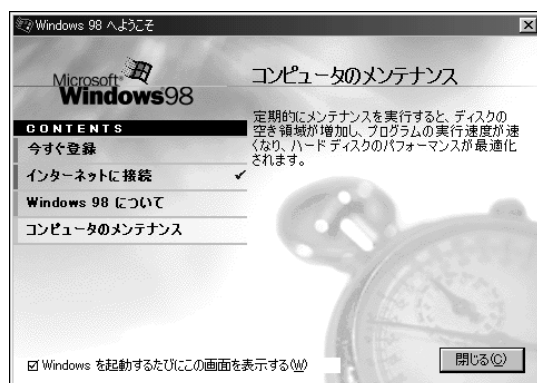 Windows 98 へようこそ
Microsoft
Windows98
コンピュータのメンテナンス
定期的にメンテナンスを実行すると、ディスクの
空き領域が増加し、プログラムの実行速度が速
くなり、ハード ディスクのパフォーマンスが最適化
されます。
CONTENTS
今すぐ登録
インターネットに接続
Windows 98 について
コンピュータのメンテナンス
Windows を起動するたびにこの画面を表示する(W)
閉じる(C)